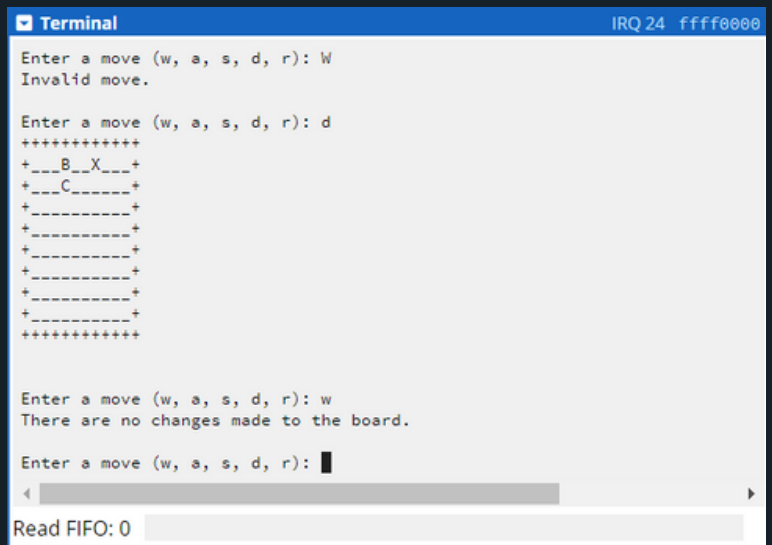 Terminal IRQ 24 ffff0000
Enter a move (w, a, s, d, r): W
Invalid move.
Enter a move (w, a, s, d, r): d
++++++++++++
+___B__X___+
+___C______+
+__________+
+__________+
+__________+
+__________+
+__________+
+__________+
++++++++++++
Enter a move (w, a, s, d, r): w
There are no changes made to the board.
Enter a move (w, a, s, d, r):
Read FIFO: 0